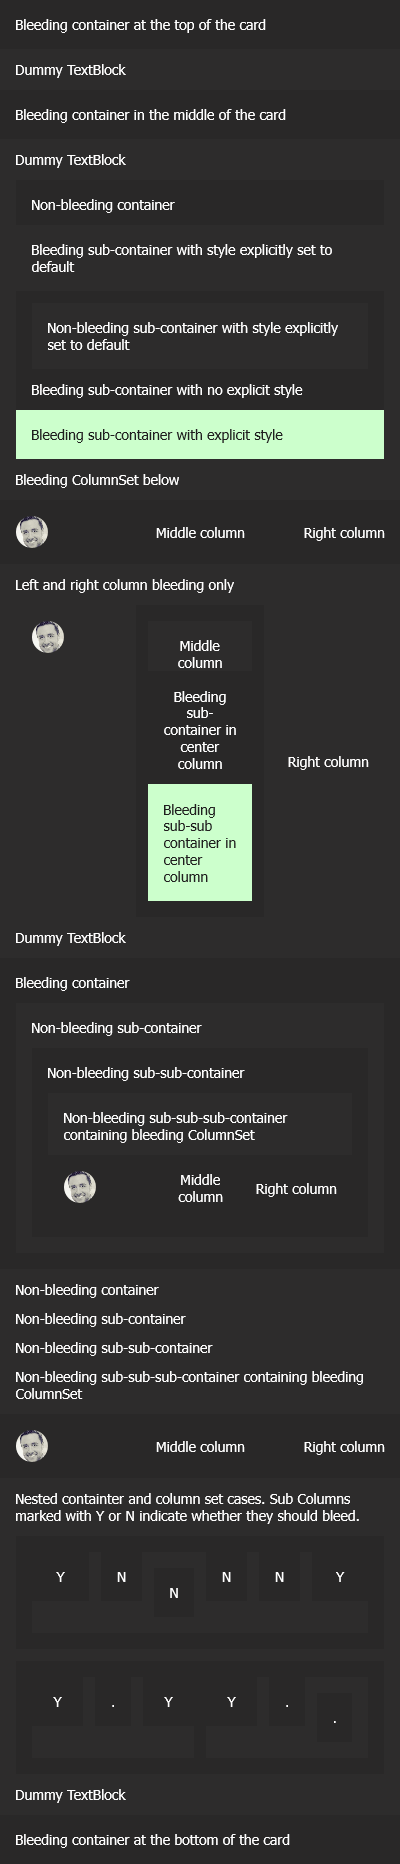 Bleeding container at the top of the card
Dummy TextBlock
Bleeding container in the middle of the card
Dummy TextBlock
Non-bleeding container
Bleeding sub-container with style explicitly set to
default
Non-bleeding sub-container with style explicitly
set to default
Bleeding sub-container with no explicit style
Bleeding sub-container with explicit style
Bleeding ColumnSet below
Middle column
Right column
Left and right column bleeding only
Middle
column
Bleeding
sub-
container in
center
column
Right column
Bleeding
sub-sub
container in
center
column
Dummy TextBlock
Bleeding container
Non-bleeding sub-container
Non-bleeding sub-sub-container
Non-bleeding sub-sub-sub-container
containing bleeding ColumnSet
Middle
column
Right column
Non-bleeding container
Non-bleeding sub-container
Non-bleeding sub-sub-container
Non-bleeding sub-sub-sub-container containing bleeding
ColumnSet
Middle column
Right column
Nested containter and column set cases. Sub Columns
marked with Y or N indicate whether they should bleed.
Y N N N N Y
Y . Y Y . .
Dummy TextBlock
Bleeding container at the bottom of the card